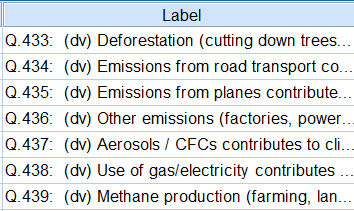 Label
Q.433: (dv) Deforestation (cutting down trees...
Q.434: (dv) Emissions from road transport co...
Q.435: (dv) Emissions from planes contribute...
Q.436: (dv) Other emissions (factories, power...
Q.437: (dv) Aerosols / CFCs contributes to cli...
Q.438: (dv) Use of gas/electricity contributes ...
Q.439: (dv) Methane production (farming, lan...